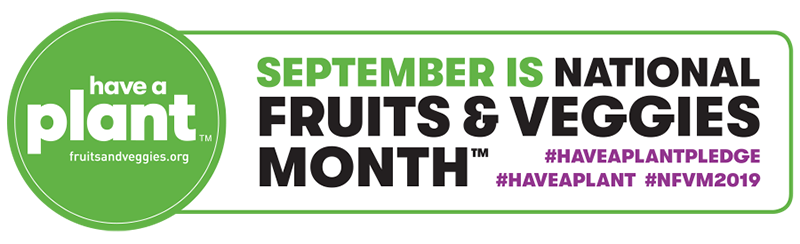 have a
plant™
fruitsandveggies.org
SEPTEMBER IS NATIONAL
FRUITS & VEGGIES
MONTH™
#HAVEAPLANTPLEDGE
#HAVEAPLANT #NFVM2019